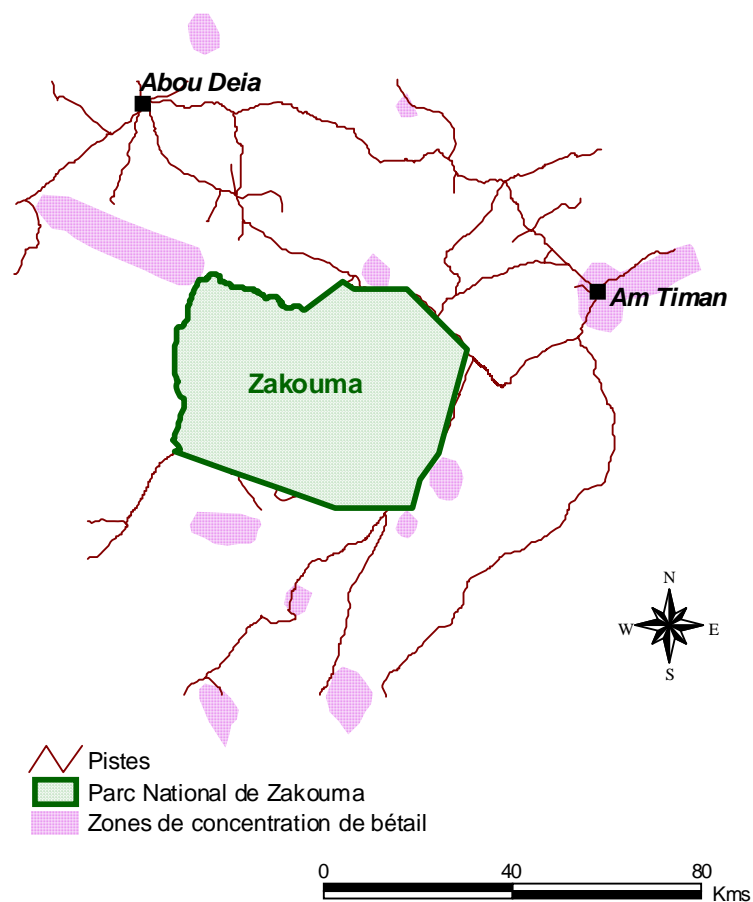 Abou Deia
Am Timan
Zakouma
N
W E
S
Pistes
Parc National de Zakouma
Zones de concentration de bétail
0 40 80
Kms